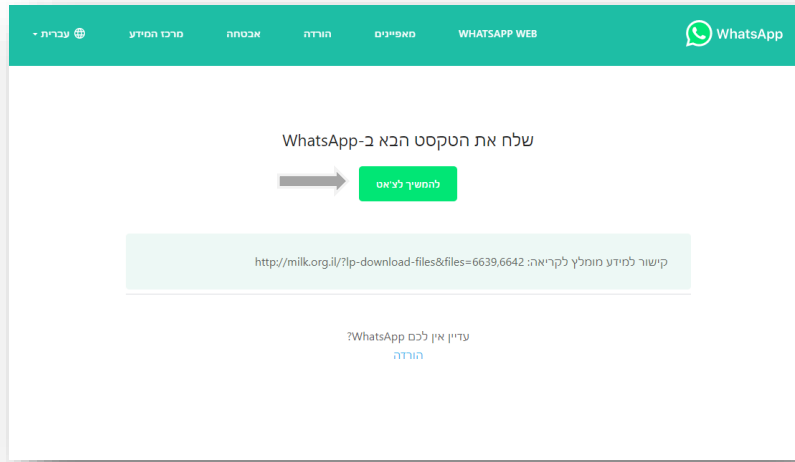 WhatsApp
WHATSAPP WEB
מאפיינים
הורדה
אבטחה
מרכז המידע
עברית
שלח את הטקסט הבא ב-WhatsApp
להמשיך לצ'אט
קישור למידע מומלץ לקריאה: http://milk.org.il/?lp-download-files&files=6639,6642
עדיין אין לכם WhatsApp?
הורדה